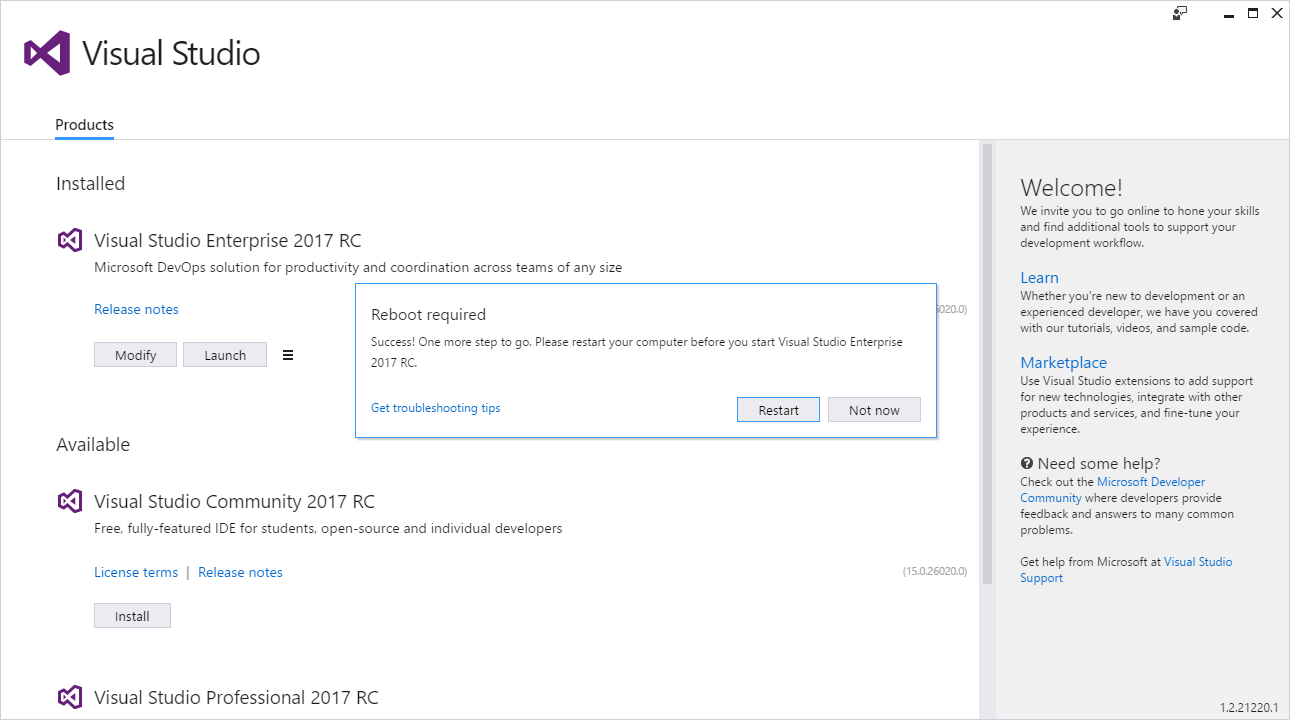 Visual Studio
Products
Installed
Visual Studio Enterprise 2017 RC
Microsoft DevOps solution for productivity and coordination across teams of any size
Release notes
6020.0)
Modify
Launch
Reboot required
Success! One more step to go. Please restart your computer before you start Visual Studio Enterprise
2017 RC.
Get troubleshooting tips
Restart
Not now
Available
Visual Studio Community 2017 RC
Free, fully-featured IDE for students, open-source and individual developers
License terms | Release notes
(15.0.26020.0)
Install
Visual Studio Professional 2017 RC
Welcome!
We invite you to go online to hone your skills
and find additional tools to support your
development workflow.
Learn
Whether you're new to development or an
experienced developer, we have you covered
with our tutorials, videos, and sample code.
Marketplace
Use Visual Studio extensions to add support
for new technologies, integrate with other
products and services, and fine-tune your
experience.
Need some help?
Check out the Microsoft Developer
Community where developers provide
feedback and answers to many common
problems.
Get help from Microsoft at Visual Studio
Support
1.2.21220.1